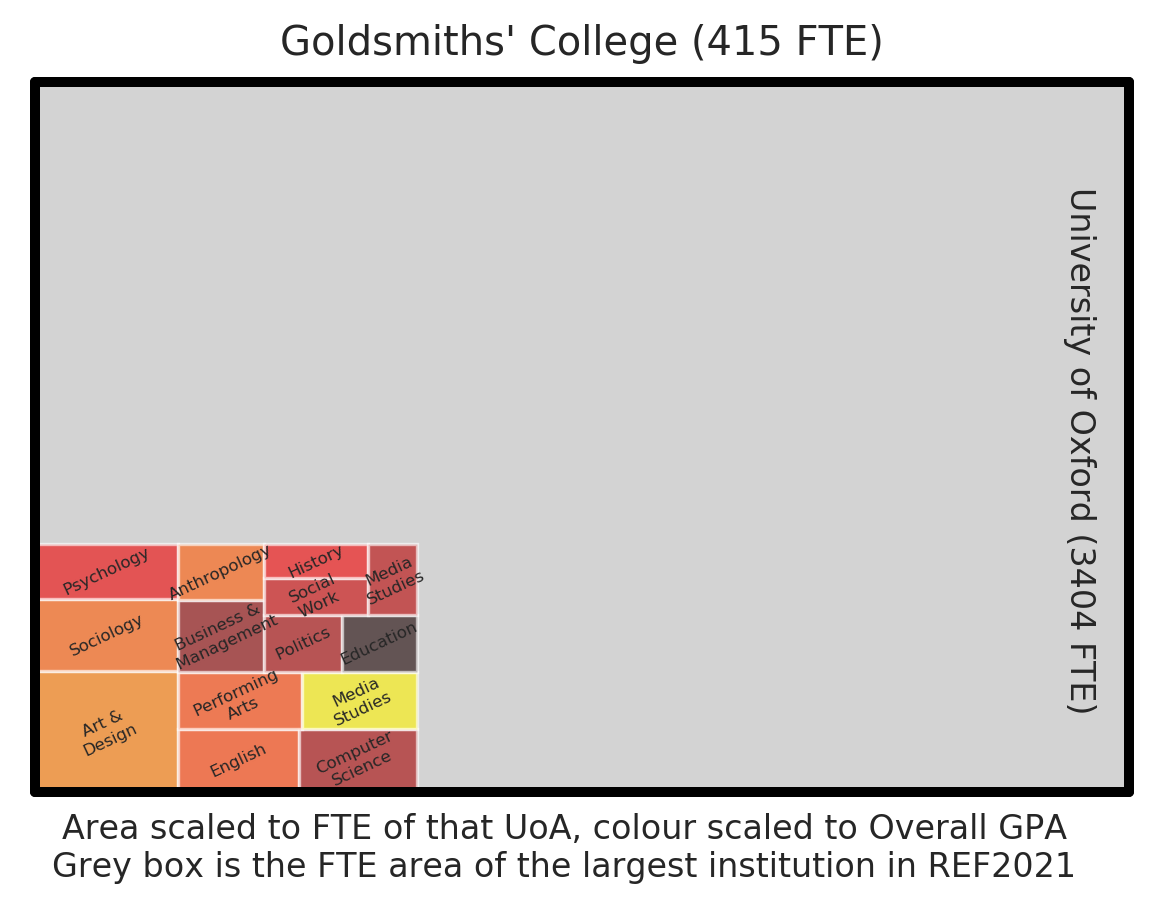 Goldsmiths' College (415 FTE)
University of Oxford (3404 FTE)
Psychology
Anthropology
History
Media
Studies
Social
Work
Sociology
Business &
Management
Politics
Education
Art &
Design
Performing
Arts
Media
Studies
English
Computer
Science
Area scaled to FTE of that UoA, colour scaled to Overall GPA
Grey box is the FTE area of the largest institution in REF2021